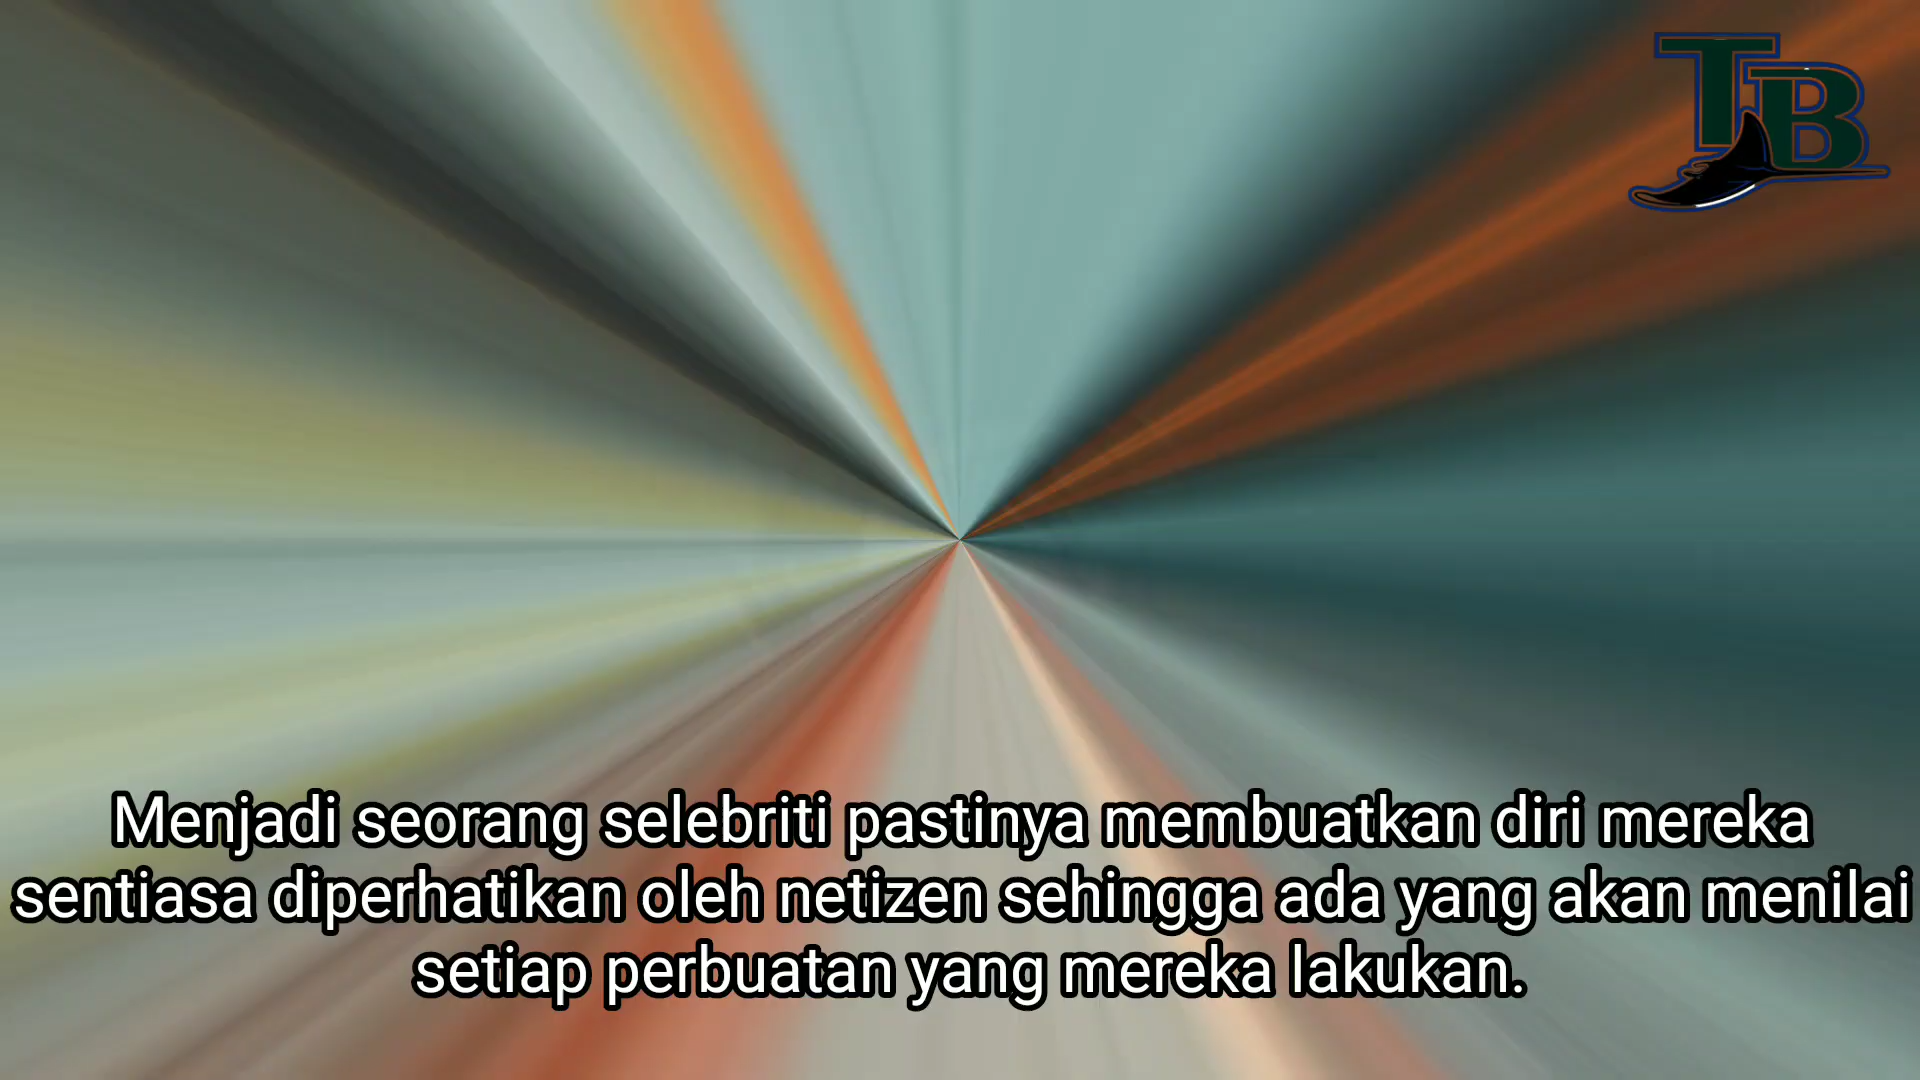 TB
Menjadi seorang selebriti pastinya membuatkan diri mereka
sentiasa diperhatikan oleh netizen sehingga ada yang akan menilai
setiap perbuatan yang mereka lakukan.